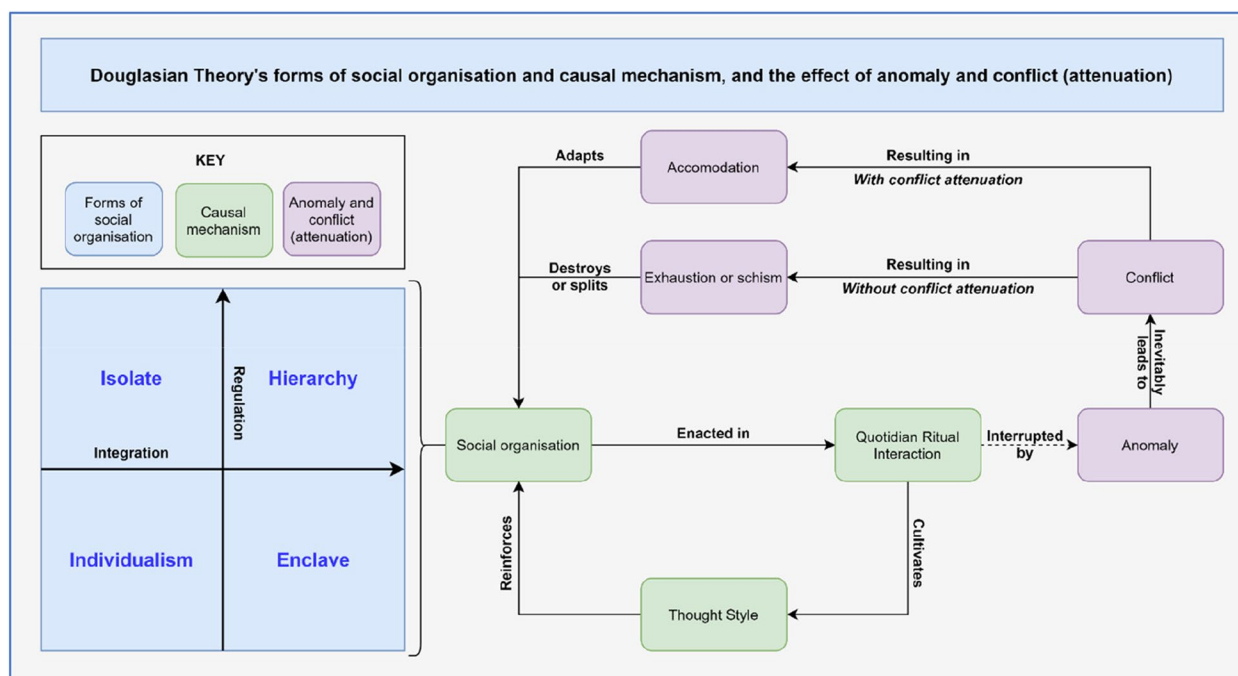 Douglasian Theory's forms of social organisation and causal mechanism, and the effect of anomaly and conflict (attenuation)
KEY
Forms of
social
organisation
Causal
mechanism
Anomaly and
conflict
(attenuation)
Adapts
Accomodation
Resulting in
With conflict attenuation
Destroys
or splits
Exhaustion or schism
Resulting in
Without conflict attenuation
Conflict
Inevitably
leads to
Isolate
Hierarchy
Regulation
Integration
Individualism
Enclave
Social organisation
Enacted in
Quotidian Ritual
Interaction
Interrupted
by
Anomaly
Reinforces
Cultivates
Thought Style